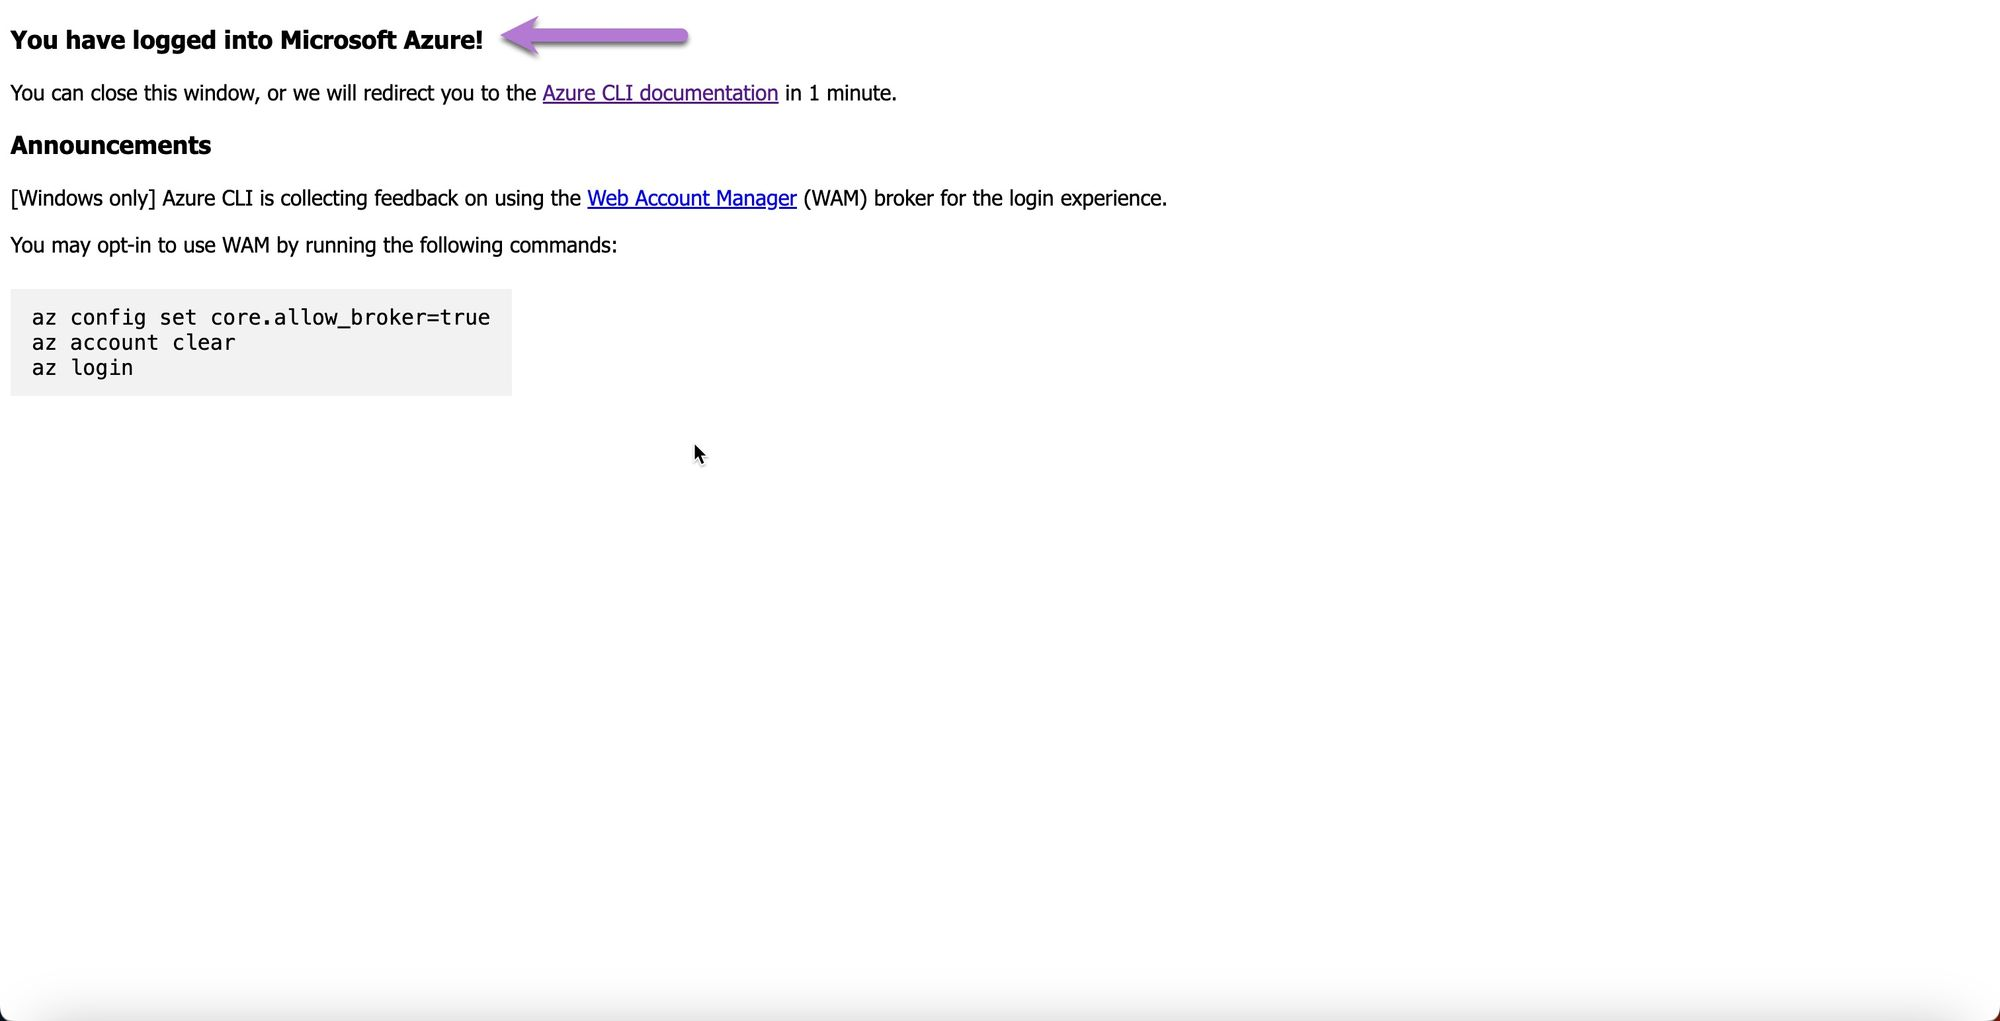 You have logged into Microsoft Azure!
You can close this window, or we will redirect you to the Azure CLI documentation in 1 minute.
Announcements
[Windows only] Azure CLI is collecting feedback on using the Web Account Manager (WAM) broker for the login experience.
You may opt-in to use WAM by running the following commands:
az config set core.allow_broker=true
az account clear
az login